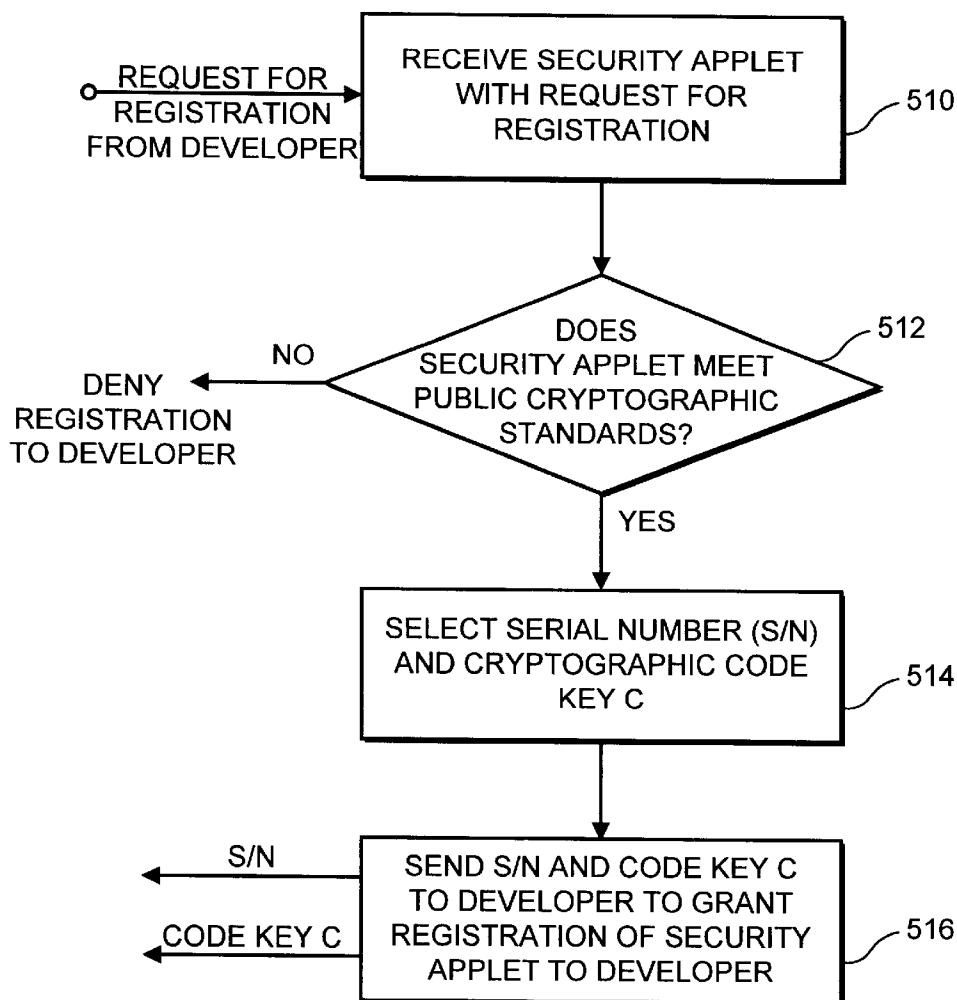 REQUEST FOR
REGISTRATION
FROM DEVELOPER
RECEIVE SECURITY APPLET
WITH REQUEST FOR
REGISTRATION
510
DOES
SECURITY APPLET MEET
PUBLIC CRYPTOGRAPHIC
STANDARDS?
512
NO
DENY
REGISTRATION
TO DEVELOPER
YES
SELECT SERIAL NUMBER (S/N)
AND CRYPTOGRAPHIC CODE
KEY C
514
S/N
CODE KEY C
SEND S/N AND CODE KEY C
TO DEVELOPER TO GRANT
REGISTRATION OF SECURITY
APPLET TO DEVELOPER
516